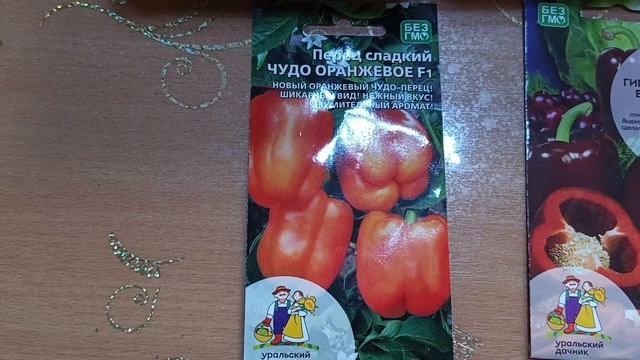 БЕЗ
ГМО
Перец сладкий
ЧУДО ОРАНЖЕВОЕ F1
НОВЫЙ ОРАНЖЕВЫЙ ЧУДО-ПЕРЕЦ!
ШИКАРНЫЙ ВИД! НЕЖНЫЙ ВКУС!
ИЗУМИТЕЛЬНЫЙ АРОМАТ!
уральский
БЕЗ
ГМО
уральский
дачник